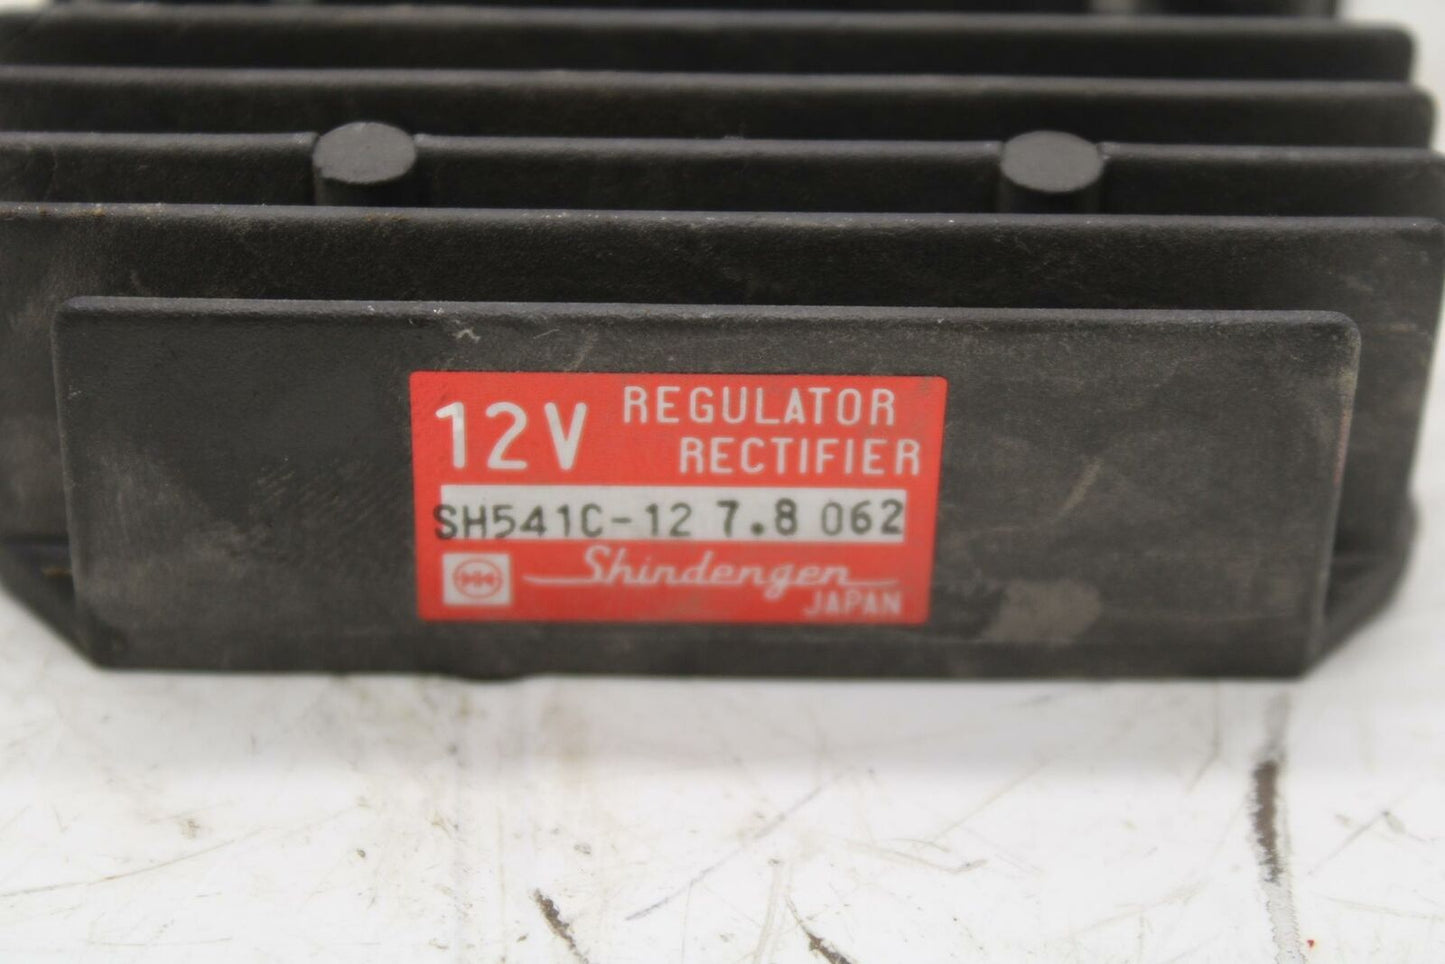 12V REGULATOR
RECTIFIER
SH541C-12 7.8 062
Shindengen
JAPAN